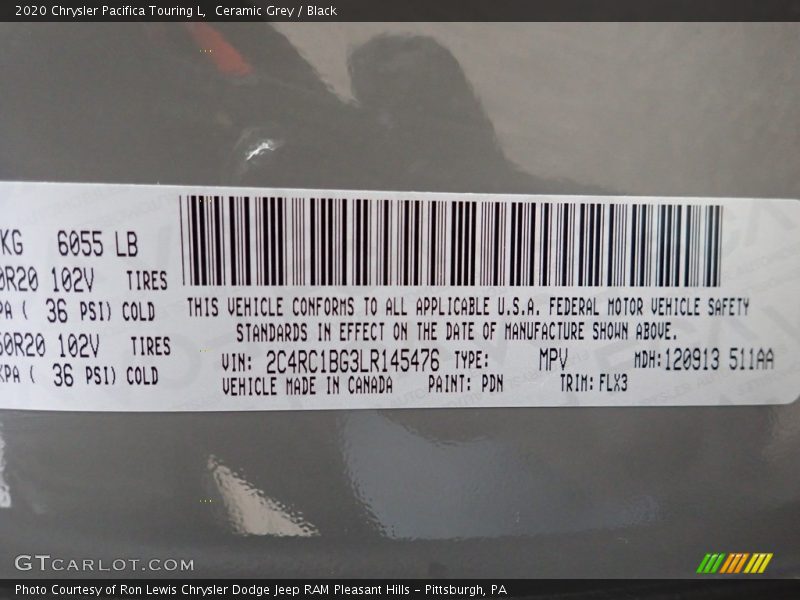 2020 Chrysler Pacifica Touring L, Ceramic Grey / Black
KG 6055 LB
0R20 102V TIRES
PA ( 36 PSI) COLD
60R20 102V TIRES
KPA ( 36 PSI) COLD
THIS VEHICLE CONFORMS TO ALL APPLICABLE U.S.A. FEDERAL MOTOR VEHICLE SAFETY
STANDARDS IN EFFECT ON THE DATE OF MANUFACTURE SHOWN ABOVE.
VIN: 2C4RC1BG3LR145476 TYPE: MPV MDH:120913 511AA
VEHICLE MADE IN CANADA PAINT: PDN TRIM: FLX3
GTCARLOT.COM
Photo Courtesy of Ron Lewis Chrysler Dodge Jeep RAM Pleasant Hills - Pittsburgh, PA